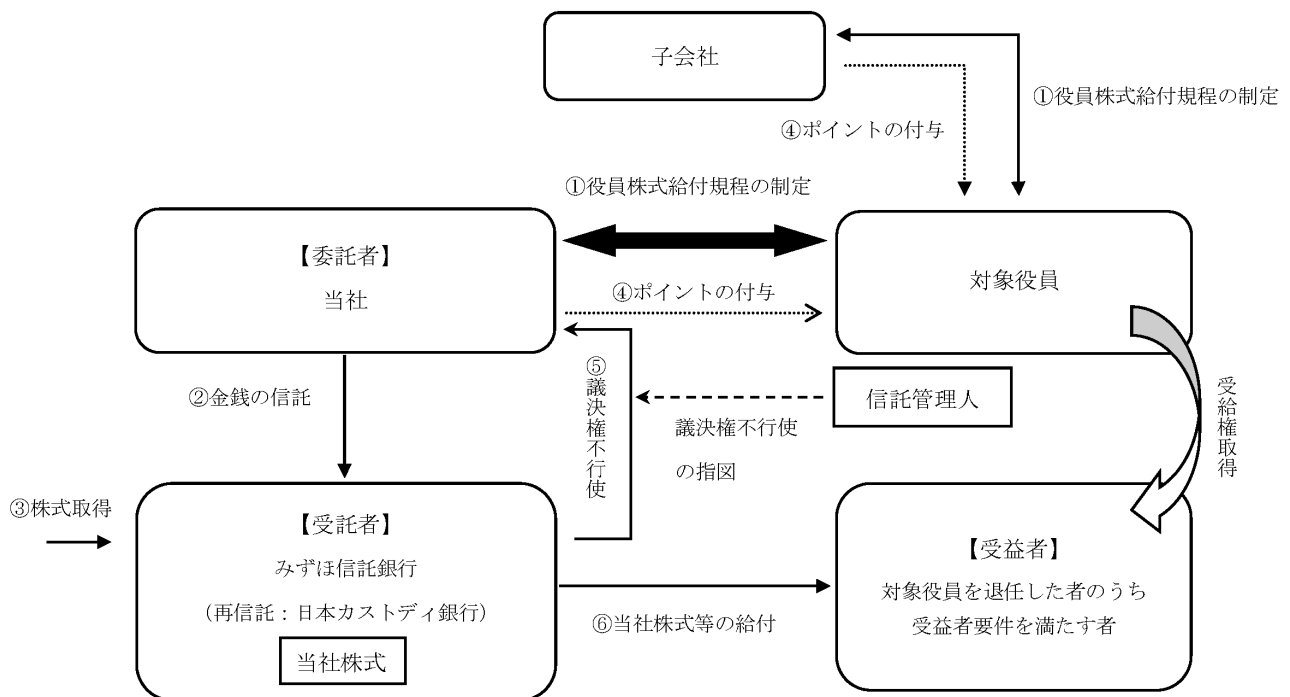 子会社
①役員株式給付規程の制定
④ポイントの付与
①役員株式給付規程の制定
【委託者】
当社
対象役員
④ポイントの付与
②金銭の信託
⑤議決権不行使
信託管理人
議決権不行使
の指図
受給権取得
③株式取得
【受託者】
みずほ信託銀行
（再信託：日本カストディ銀行）
当社株式
⑥当社株式等の給付
【受益者】
対象役員を退任した者のうち
受益者要件を満たす者